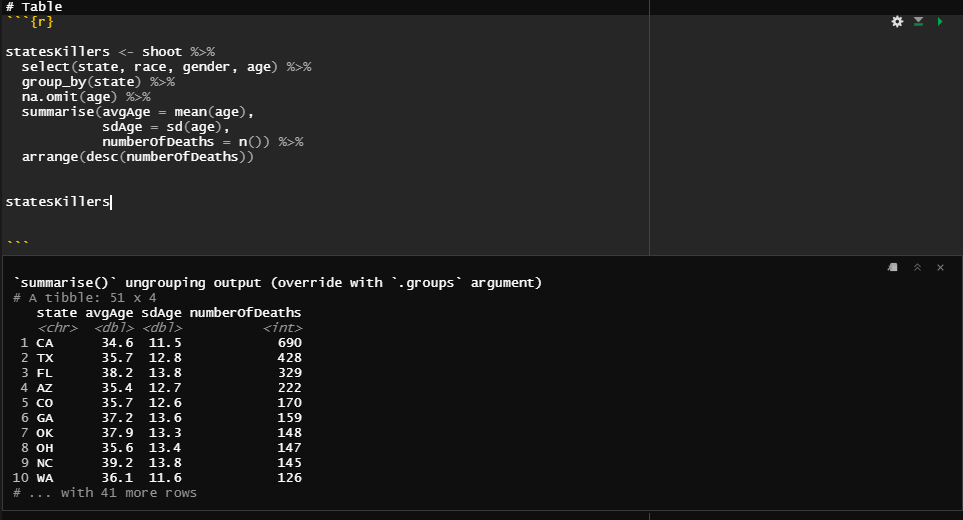 # Table
```{r}
statesKillers <- shoot %>%
  select(state, race, gender, age) %>%
  group_by(state) %>%
  na.omit(age) %>%
  summarise(avgAge = mean(age),
            sdAge = sd(age),
            numberOfDeaths = n()) %>%
  arrange(desc(numberOfDeaths))
statesKillers
```
`summarise()` ungrouping output (override with `.groups` argument)
# A tibble: 51 x 4
   state avgAge sdAge numberOfDeaths
   <chr>  <dbl> <dbl>          <int>
 1 CA      34.6  11.5            690
 2 TX      35.7  12.8            428
 3 FL      38.2  13.8            329
 4 AZ      35.4  12.7            222
 5 CO      35.7  12.6            170
 6 GA      37.2  13.6            159
 7 OK      37.9  13.3            148
 8 OH      35.6  13.4            147
 9 NC      39.2  13.8            145
10 WA      36.1  11.6            126
# ... with 41 more rows